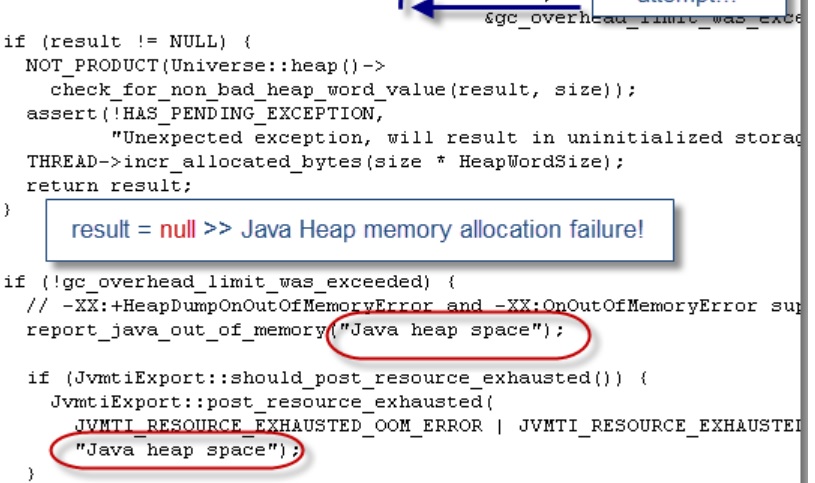 attempt…
&gc_overhead_limit_was_exce
if (result != NULL) {
NOT_PRODUCT(Universe::heap()->
check_for_non_bad_heap_word_value(result, size));
assert(!HAS_PENDING_EXCEPTION,
"Unexpected exception, will result in uninitialized storag
THREAD->incr_allocated_bytes(size * HeapWordSize);
return result;
}
result = null >> Java Heap memory allocation failure!
if (!gc_overhead_limit_was_exceeded) {
// -XX:+HeapDumpOnOutOfMemoryError and -XX:OnOutOfMemoryError sup
report_java_out_of_memory("Java heap space");
if (JvmtiExport::should_post_resource_exhausted()) {
JvmtiExport::post_resource_exhausted(
JVMTI_RESOURCE_EXHAUSTED_OOM_ERROR | JVMTI_RESOURCE_EXHAUSTED
"Java heap space");
}